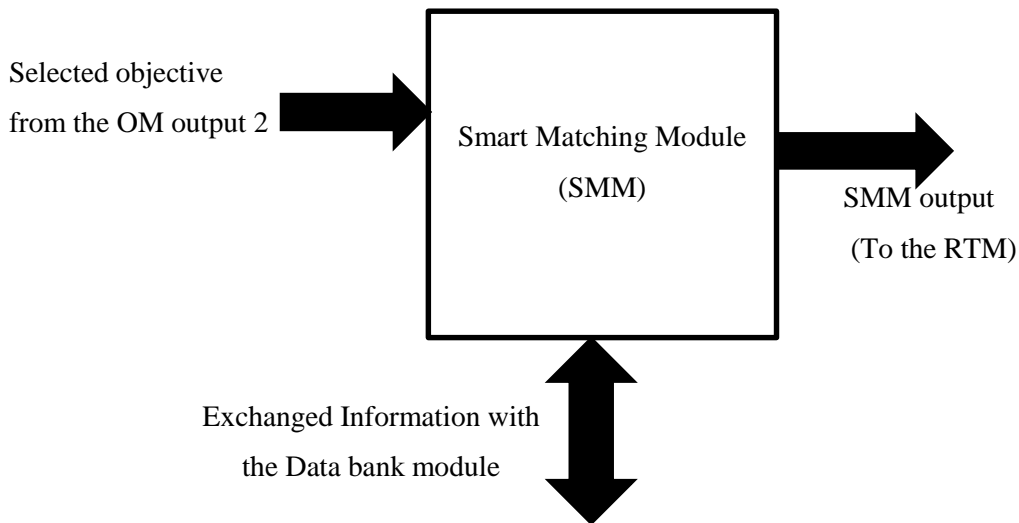 Selected objective
from the OM output 2
Smart Matching Module
(SMM)
SMM output
(To the RTM)
Exchanged Information with
the Data bank module